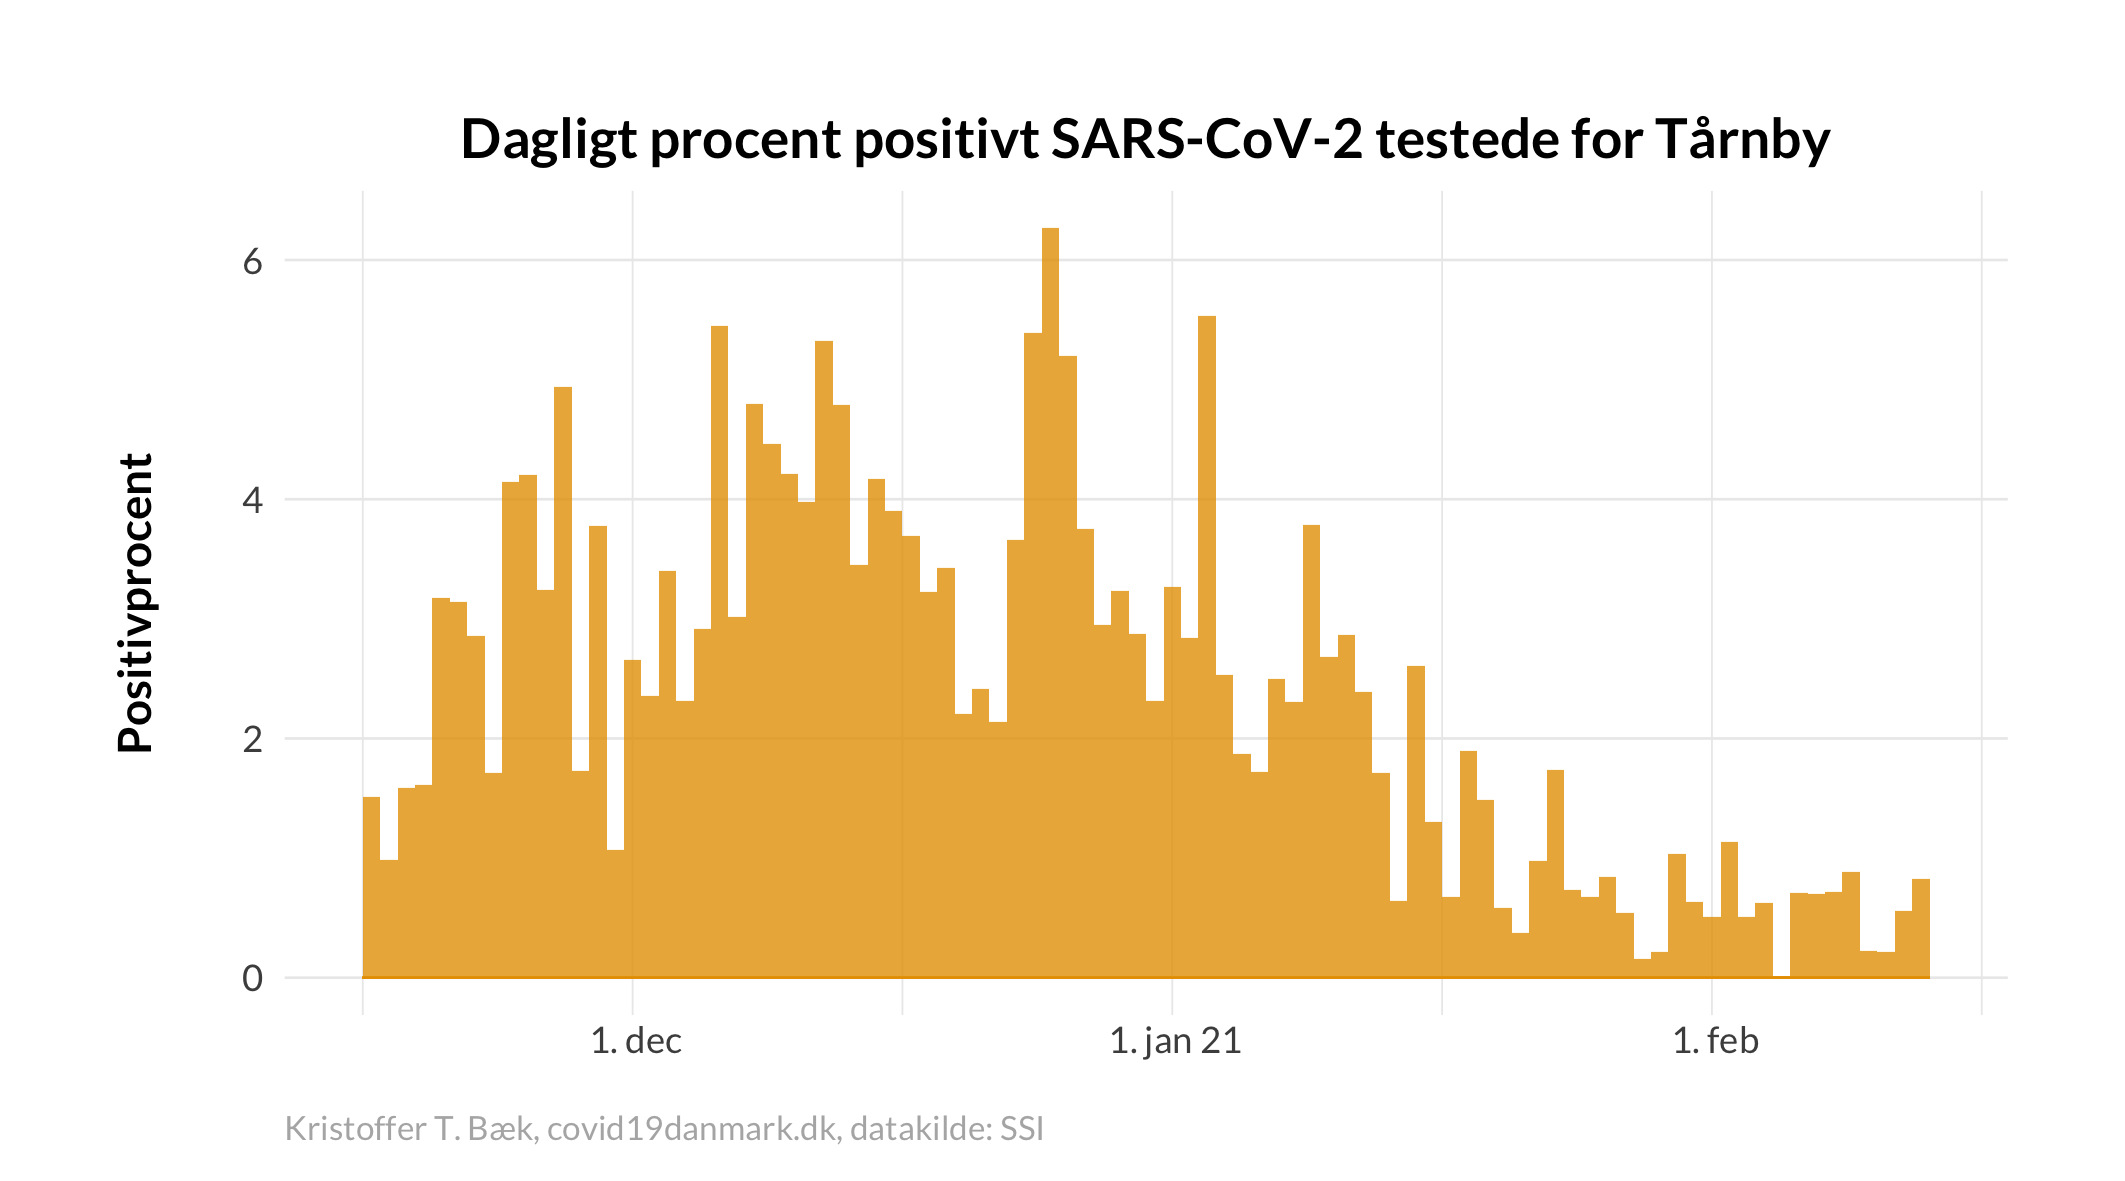 Dagligt procent positivt SARS-CoV-2 testede for Tårnby
Positivprocent
6
4
2
0
1. dec
1. jan 21
1. feb
Kristoffer T. Bæk, covid19danmark.dk, datakilde: SSI